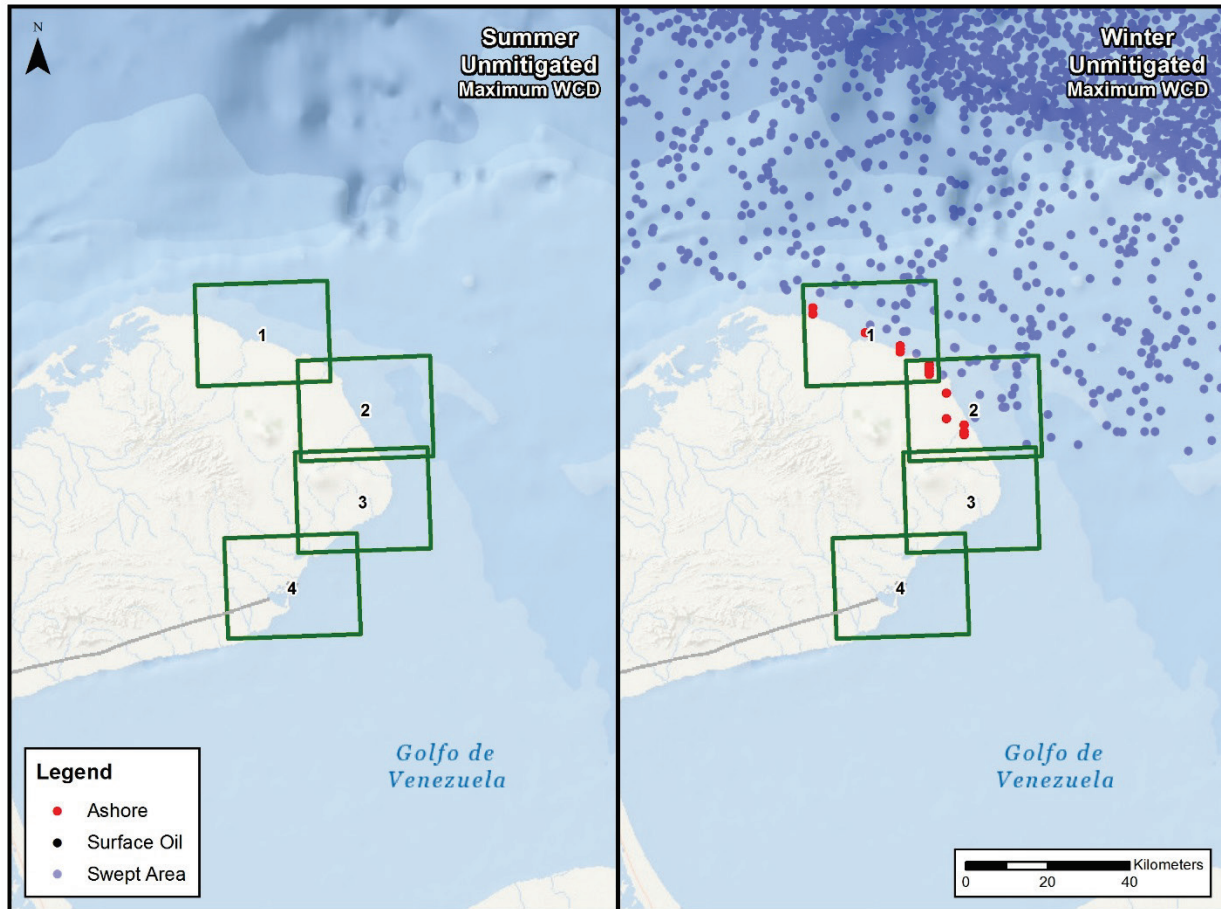 N
Summer
Unmitigated
Maximum WCD
1
2
3
4
Golfo de
Venezuela
Legend
Ashore
Surface Oil
Swept Area
Winter
Unmitigated
Maximum WCD
1
2
3
4
Golfo de
Venezuela
Kilometers
0 20 40